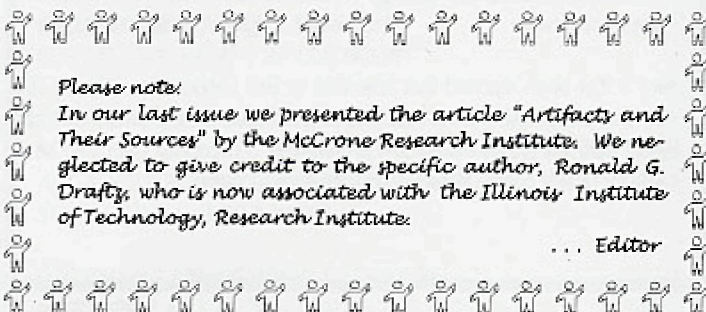 Please note!
In our last issue we presented the article "Artifacts and
Their Sources" by the McCrone Research Institute. We ne-
glected to give credit to the specific author, Ronald G.
Draftz, who is now associated with the Illinois Institute
of Technology, Research Institute.
... Editor